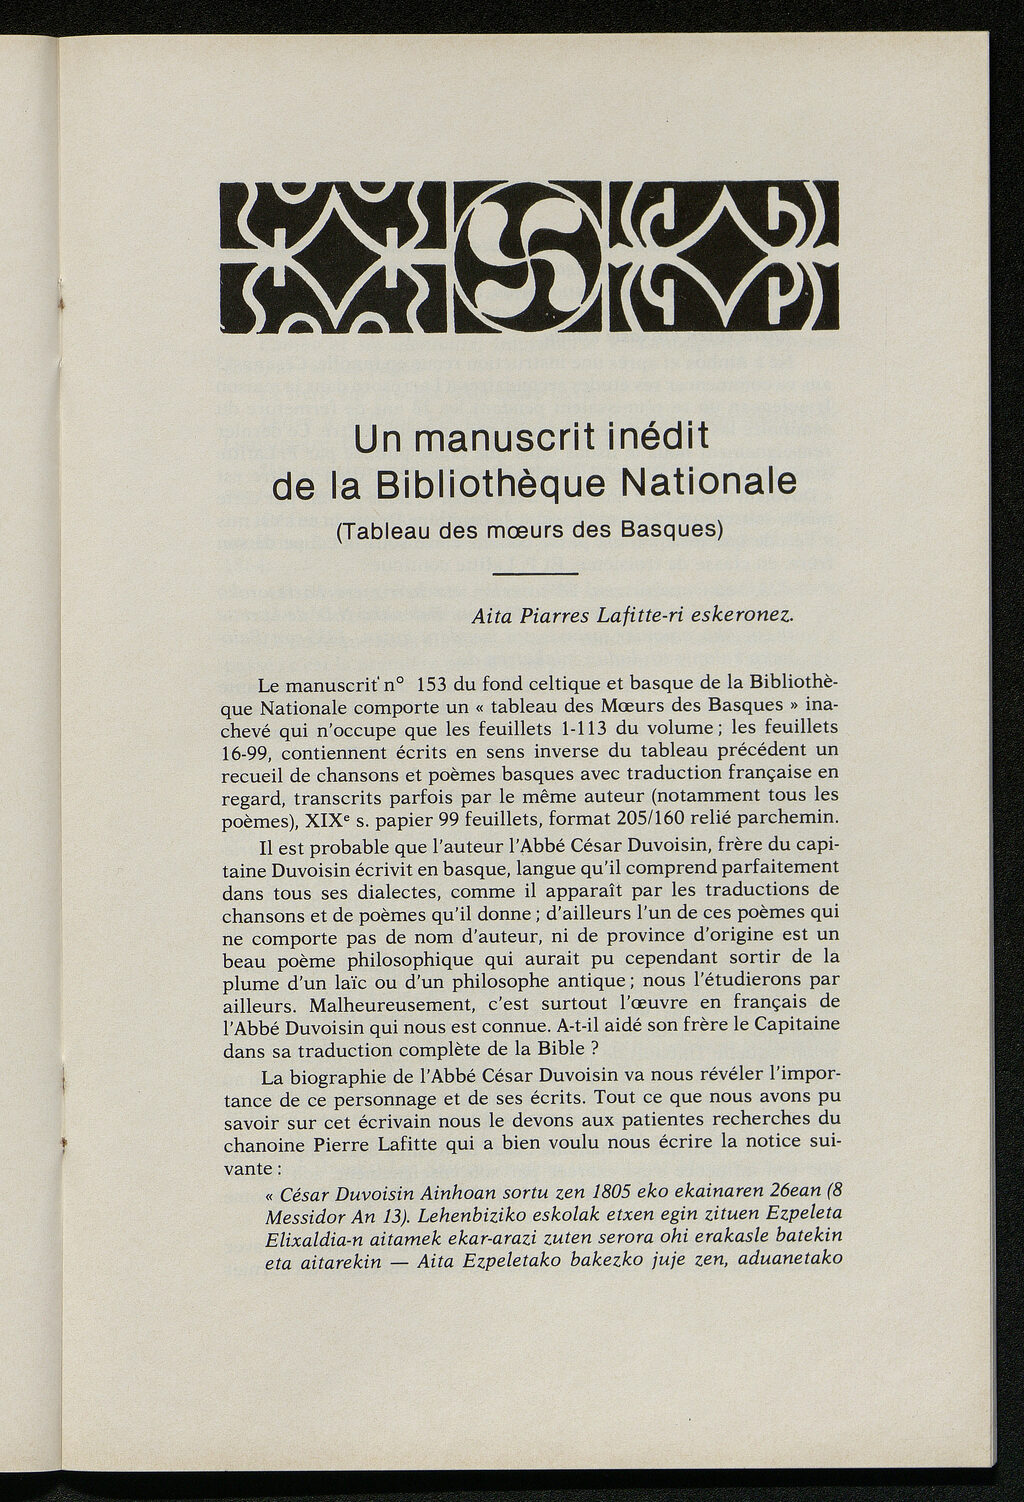 Un manuscrit inédit
de la Bibliothèque Nationale
(Tableau des mœurs des Basques)
Aita Piarres Lafitte-ri eskeronez.
Le manuscrit n° 153 du fond celtique et basque de la Bibliothè-
que Nationale comporte un « tableau des Mœurs des Basques » ina-
chevé qui n'occupe que les feuillets 1-113 du volume ; les feuillets
16-99, contiennent écrits en sens inverse du tableau précédent un
recueil de chansons et poèmes basques avec traduction française en
regard, transcrits parfois par le même auteur (notamment tous les
poèmes), XIXe s. papier 99 feuillets, format 205/160 relié parchemin.
Il est probable que l'auteur l'Abbé César Duvoisin, frère du capi-
taine Duvoisin écrivit en basque, langue qu'il comprend parfaitement
dans tous ses dialectes, comme il apparaît par les traductions de
chansons et de poèmes qu'il donne ; d'ailleurs l'un de ces poèmes qui
ne comporte pas de nom d'auteur, ni de province d'origine est un
beau poème philosophique qui aurait pu cependant sortir de la
plume d'un laïc ou d'un philosophe antique ; nous l'étudierons par
ailleurs. Malheureusement, c'est surtout l'œuvre en français de
l'Abbé Duvoisin qui nous est connue. A-t-il aidé son frère le Capitaine
dans sa traduction complète de la Bible ?
La biographie de l'Abbé César Duvoisin va nous révéler l'impor-
tance de ce personnage et de ses écrits. Tout ce que nous avons pu
savoir sur cet écrivain nous le devons aux patientes recherches du
chanoine Pierre Lafitte qui a bien voulu nous écrire la notice sui-
vante :
« César Duvoisin Ainhoan sortu zen 1805 eko ekainaren 26ean (8
Messidor An 13). Lehenbiziko eskolak etxen egin zituen Ezpeleta
Elixaldia-n aitamek ekar-arazi zuten serora ohi erakasle batekin
eta aitarekin — Aita Ezpeletako bakezko juje zen, aduanetako